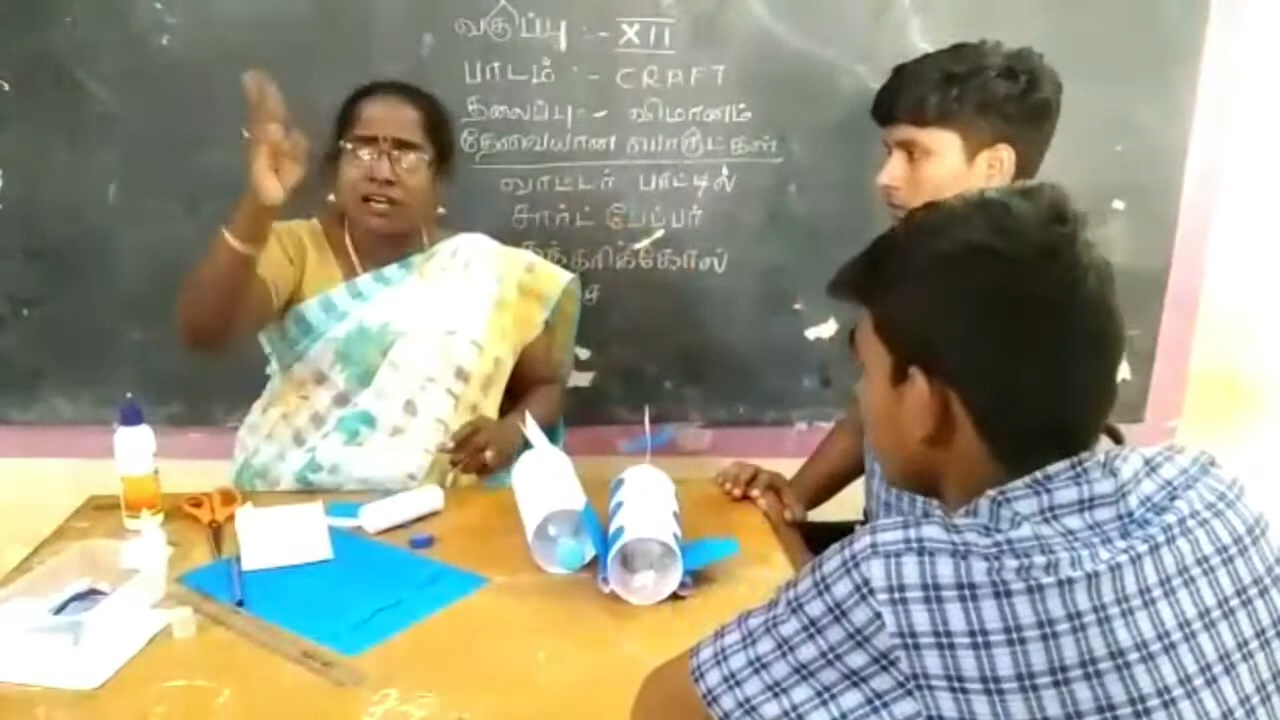 வகுப்பு :- XII
பாடம் :- CRAFT
தலைப்பு :- விமானம்
தேவையான பொருட்கள்
வாட்டர் பாட்டில்
சார்ட் பேப்பர்